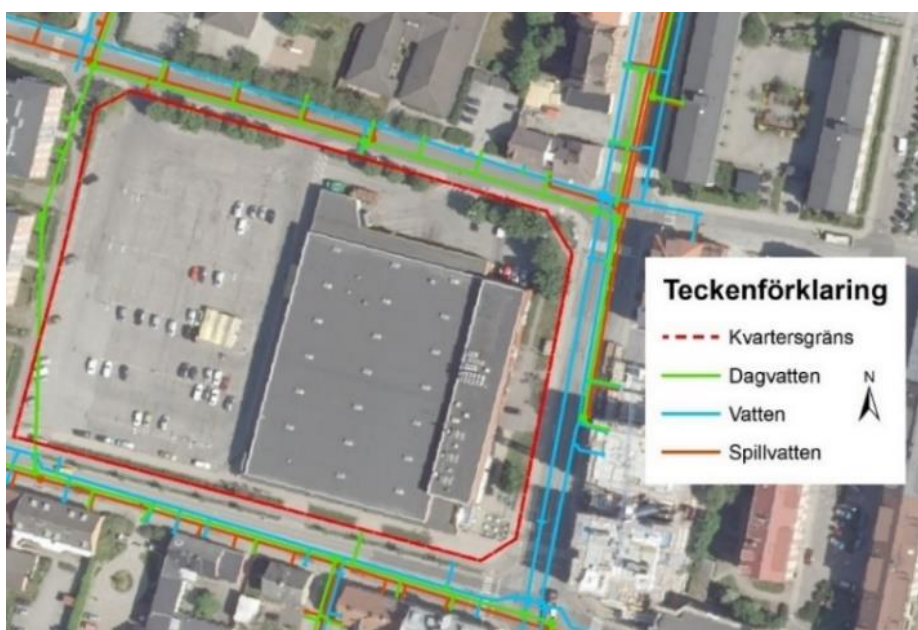 Teckenförklaring
Kvartersgräns
Dagvatten
N
Vatten
Spillvatten